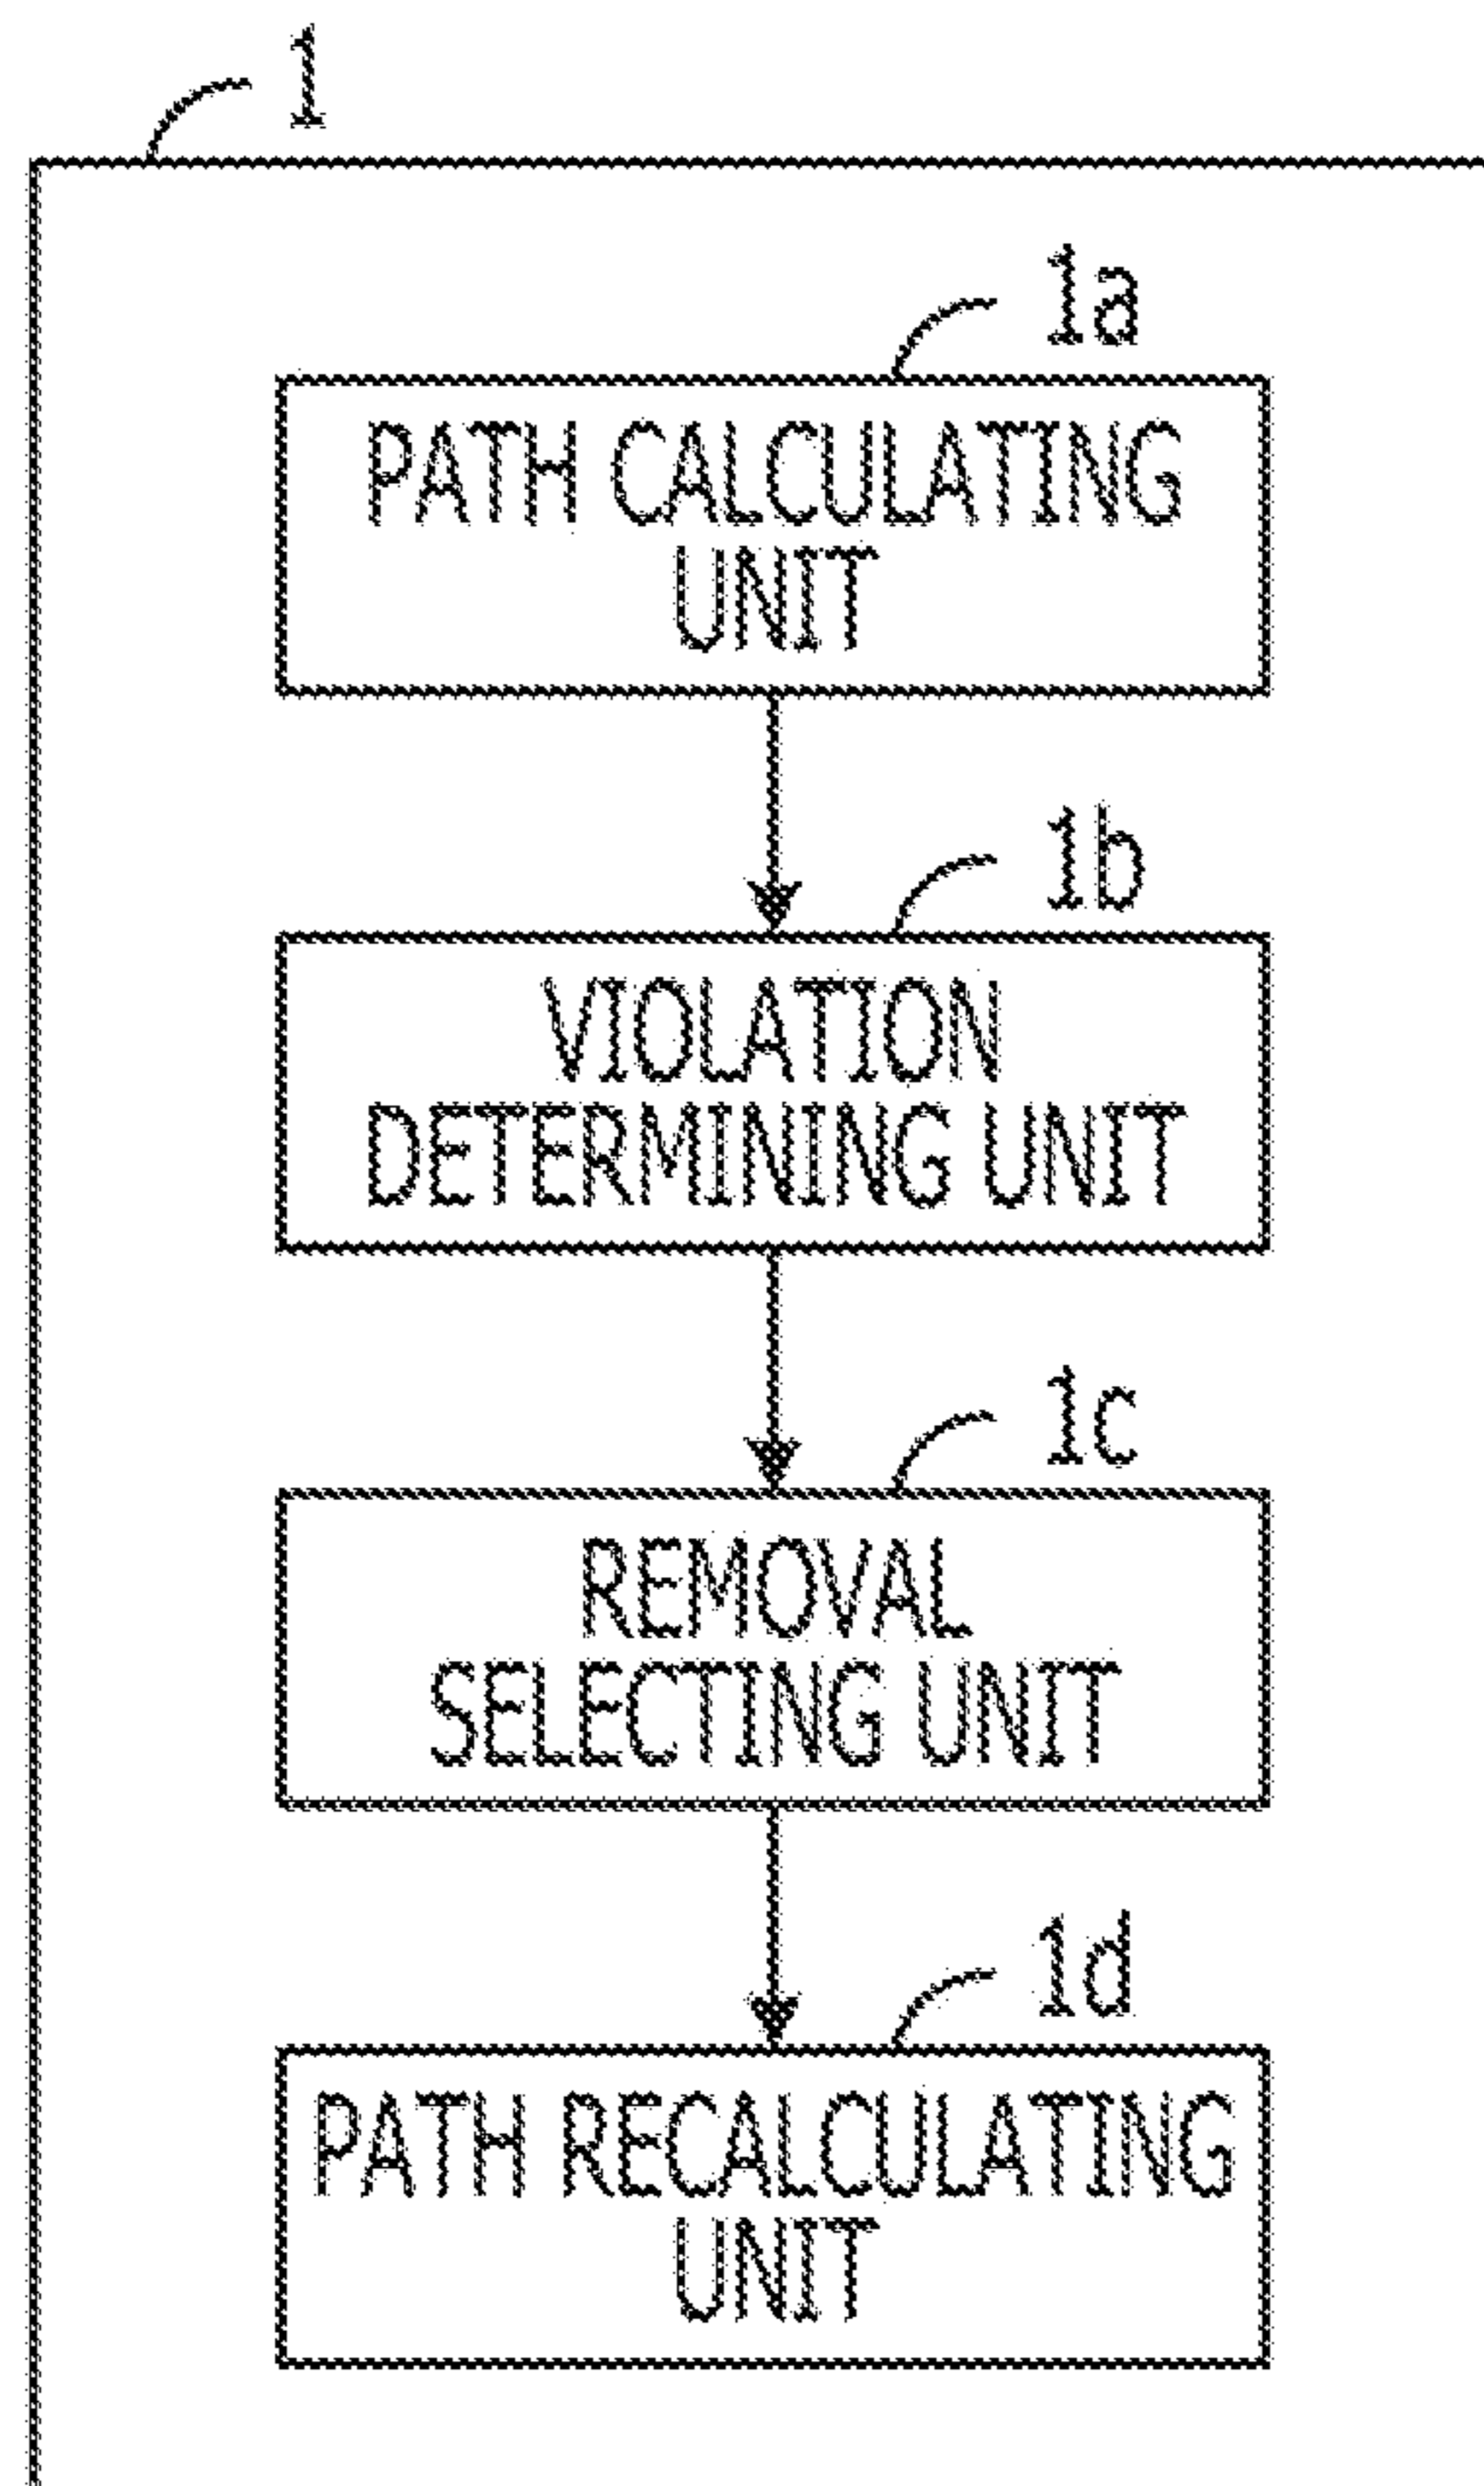 1
1a
PATH CALCULATING
UNIT
1b
VIOLATION
DETERMINING UNIT
1c
REMOVAL
SELECTING UNIT
1d
PATH RECALCULATING
UNIT